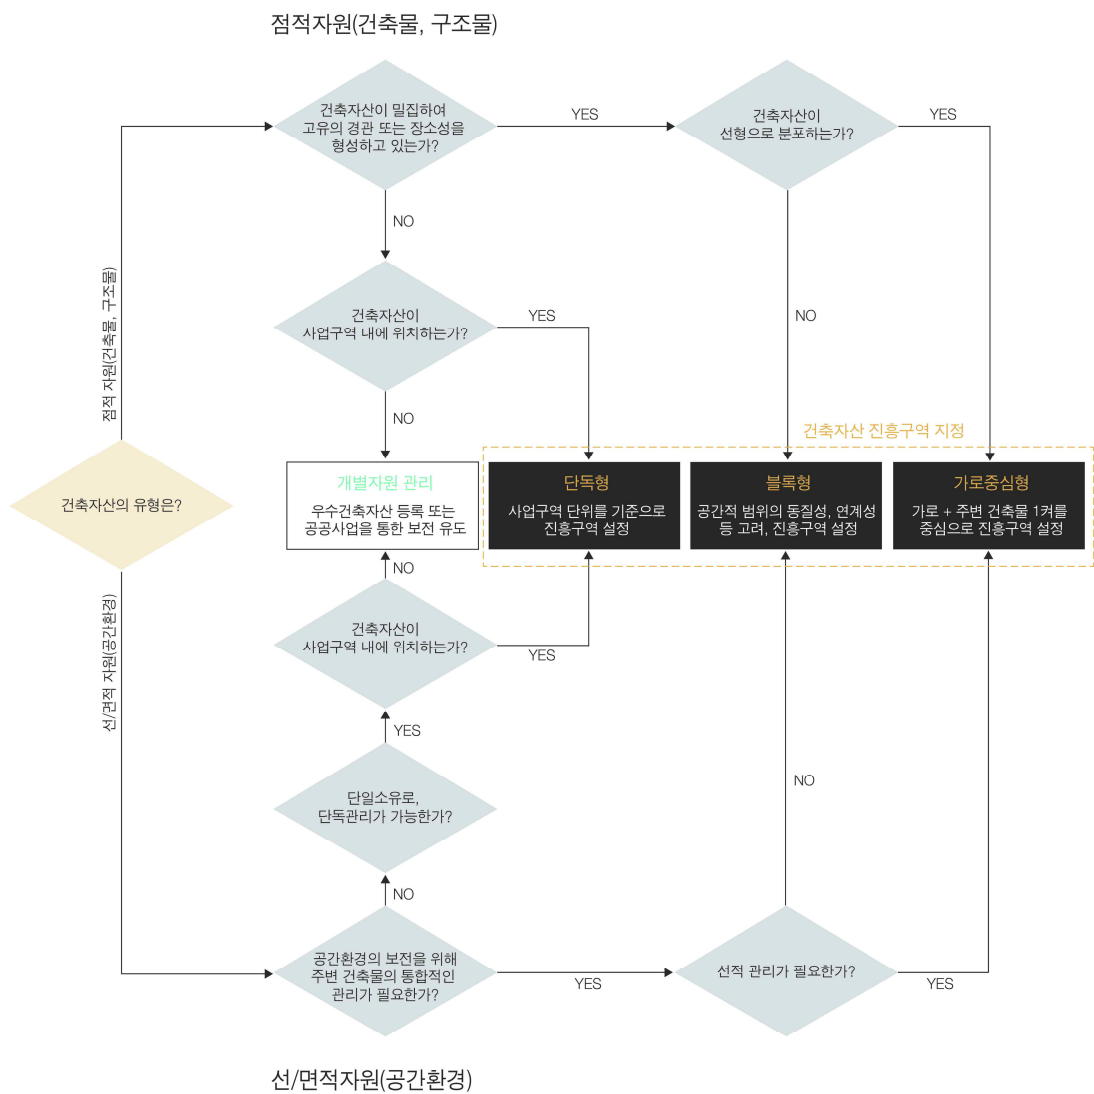 점적자원(건축물, 구조물)
건축자산이 밀집하여
고유의 경관 또는 장소성을
형성하고 있는가?
YES
건축자산이
선형으로 분포하는가?
YES
NO
점적 자원(건축물, 구조물)
건축자산이
사업구역 내에 위치하는가?
YES
NO
NO
건축자산 진흥구역 지정
건축자산의 유형은?
개별자원 관리
우수건축자산 등록 또는
공공사업을 통한 보전 유도
단독형
사업구역 단위를 기준으로
진흥구역 설정
블록형
공간적 범위의 동질성, 연계성
등 고려, 진흥구역 설정
가로중심형
가로 + 주변 건축물 1켜를
중심으로 진흥구역 설정
NO
선/면적 자원(공간환경)
건축자산이
사업구역 내에 위치하는가?
YES
YES
NO
단일소유로,
단독관리가 가능한가?
NO
공간환경의 보전을 위해
주변 건축물의 통합적인
관리가 필요한가?
YES
선적 관리가 필요한가?
YES
선/면적자원(공간환경)